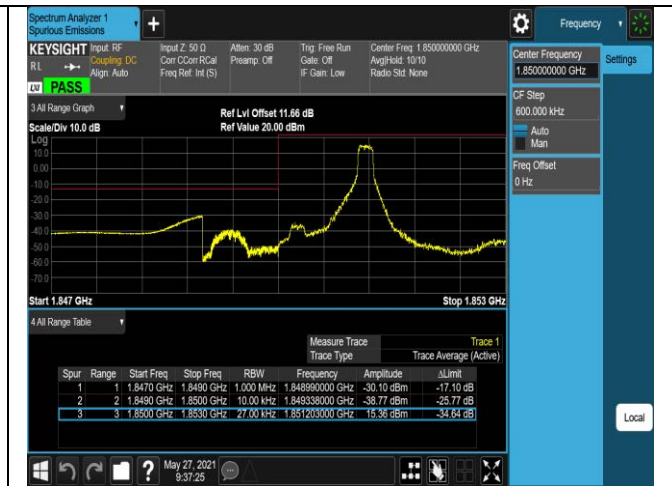 Spectrum Analyzer 1
Spurious Emissions
Frequency
KEYSIGHT
Input: RF
Coupling: DC
Align: Auto
Input Z: 50 Ω
Corr CCorr RCal
Freq Ref: Int (S)
Atten: 30 dB
Preamp: Off
Trig: Free Run
Gate: Off
IF Gain: Low
Center Freq: 1.850000000 GHz
Avg|Hold: 10/10
Radio Std: None
RL
LXI
PASS
Center Frequency
1.850000000 GHz
Settings
CF Step
600.000 kHz
Auto
Man
Freq Offset
0 Hz
3 All Range Graph
Ref Lvl Offset 11.66 dB
Scale/Div 10.0 dB
Ref Value 20.00 dBm
Log
10.0
0.00
-10.0
-20.0
-30.0
-40.0
-50.0
-60.0
-70.0
Start 1.847 GHz
Stop 1.853 GHz
4 All Range Table
Measure Trace Trace 1
Trace Type Trace Average (Active)
Spur Range Start Freq Stop Freq RBW Frequency Amplitude ΔLimit
1 1 1.8470 GHz 1.8490 GHz 1.000 MHz 1.848990000 GHz -30.10 dBm -17.10 dB
2 2 1.8490 GHz 1.8500 GHz 10.00 kHz 1.849338000 GHz -38.77 dBm -25.77 dB
3 3 1.8500 GHz 1.8530 GHz 27.00 kHz 1.851203000 GHz 15.36 dBm -34.64 dB
Local
?
May 27, 2021
9:37:25